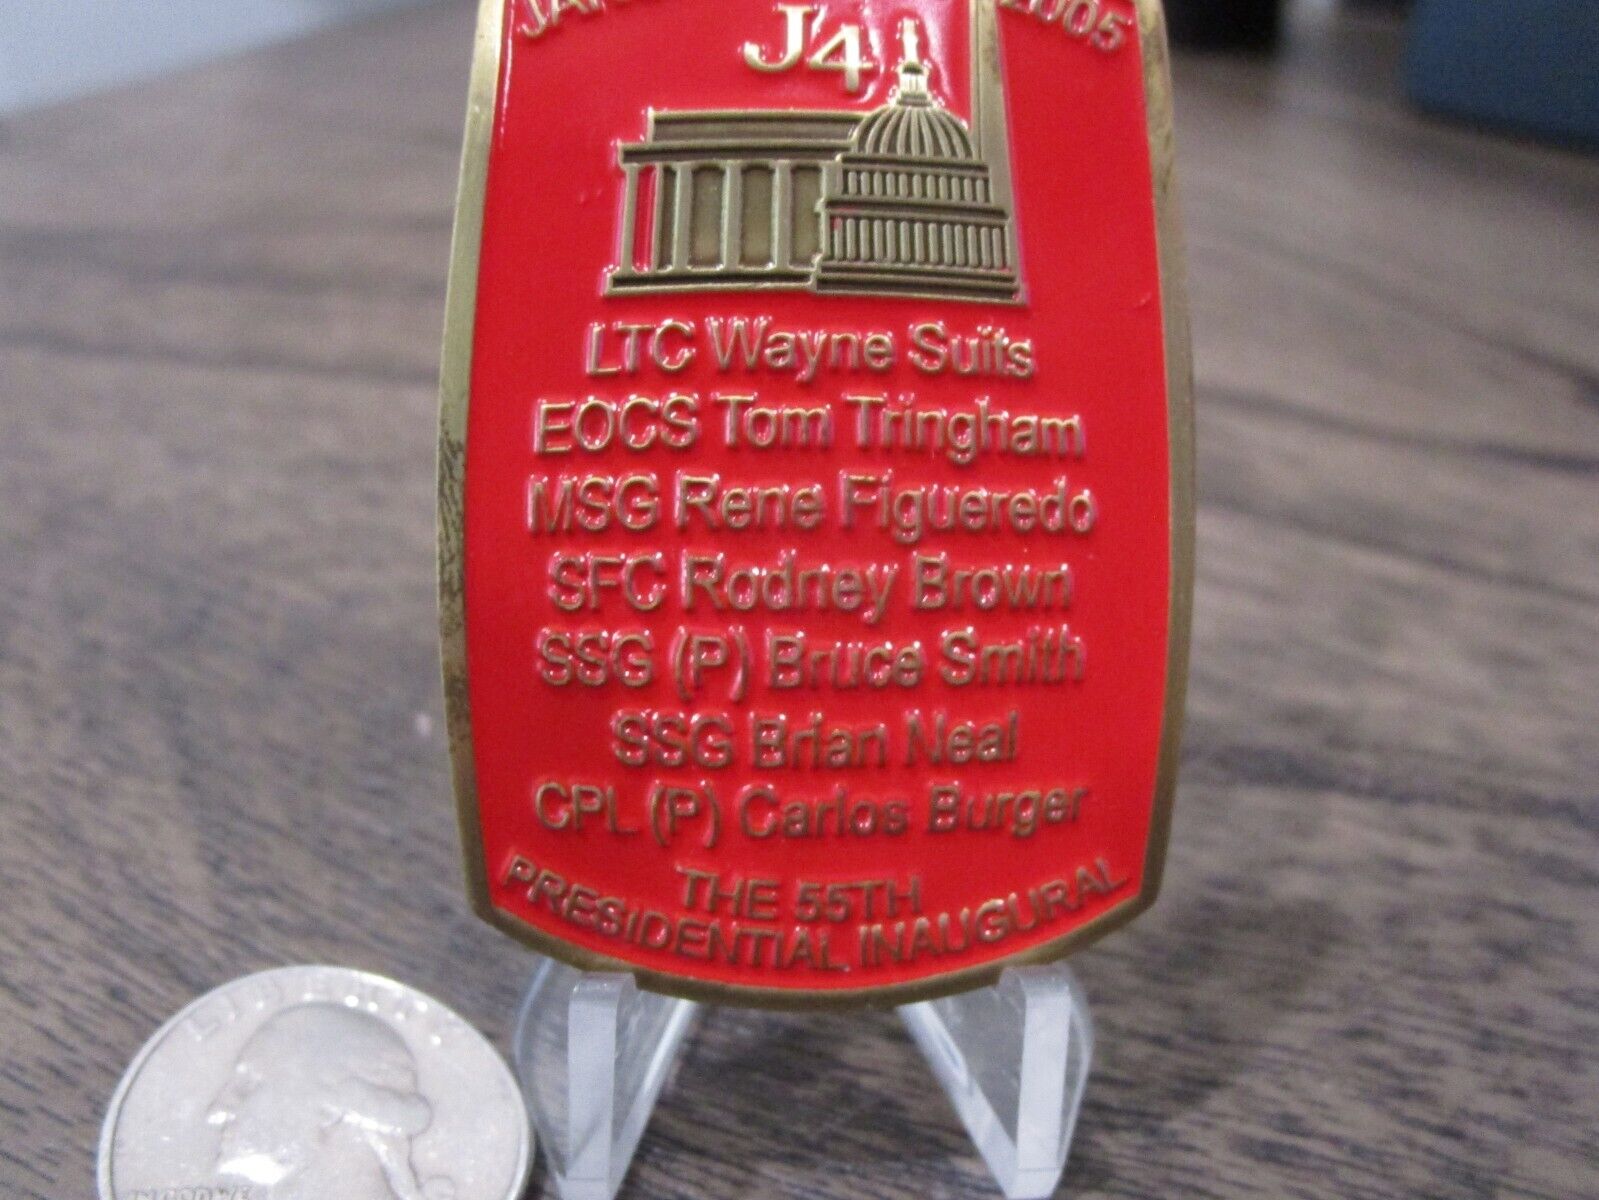 2005
J4
LTC Wayne Suits
EOCS Tom Tringham
MSG Rene Figueredo
SFC Rodney Brown
SSG (P) Bruce Smith
SSG Brian Neal
CPL (P) Carlos Burger
THE 55TH
PRESIDENTIAL INAUGURAL
LIBERTY